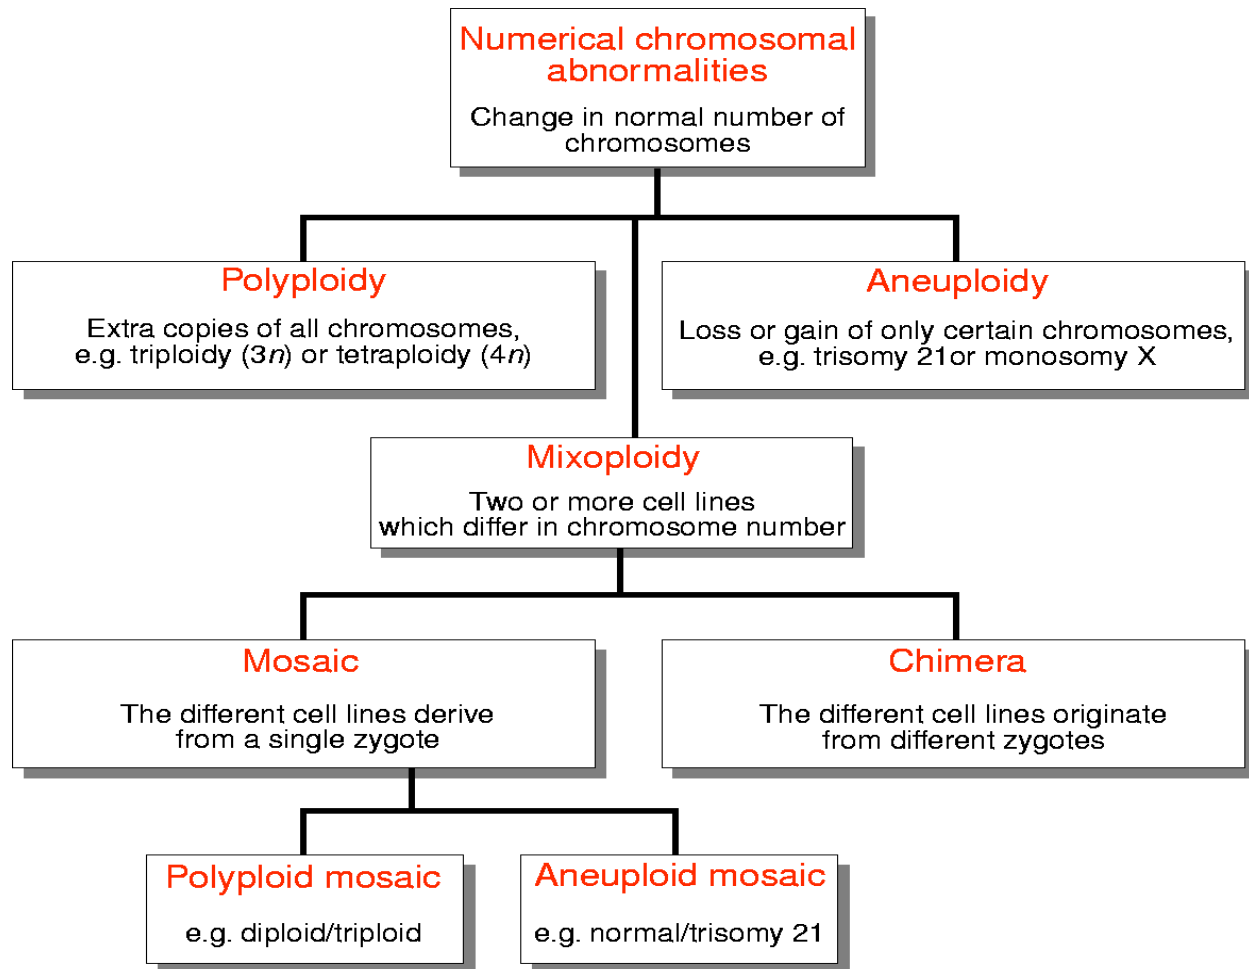 Numerical chromosomal
abnormalities
Change in normal number of
chromosomes
Polyploidy
Extra copies of all chromosomes,
e.g. triploidy (3n) or tetraploidy (4n)
Aneuploidy
Loss or gain of only certain chromosomes,
e.g. trisomy 21or monosomy X
Mixoploidy
Two or more cell lines
which differ in chromosome number
Mosaic
The different cell lines derive
from a single zygote
Chimera
The different cell lines originate
from different zygotes
Polyploid mosaic
e.g. diploid/triploid
Aneuploid mosaic
e.g. normal/trisomy 21